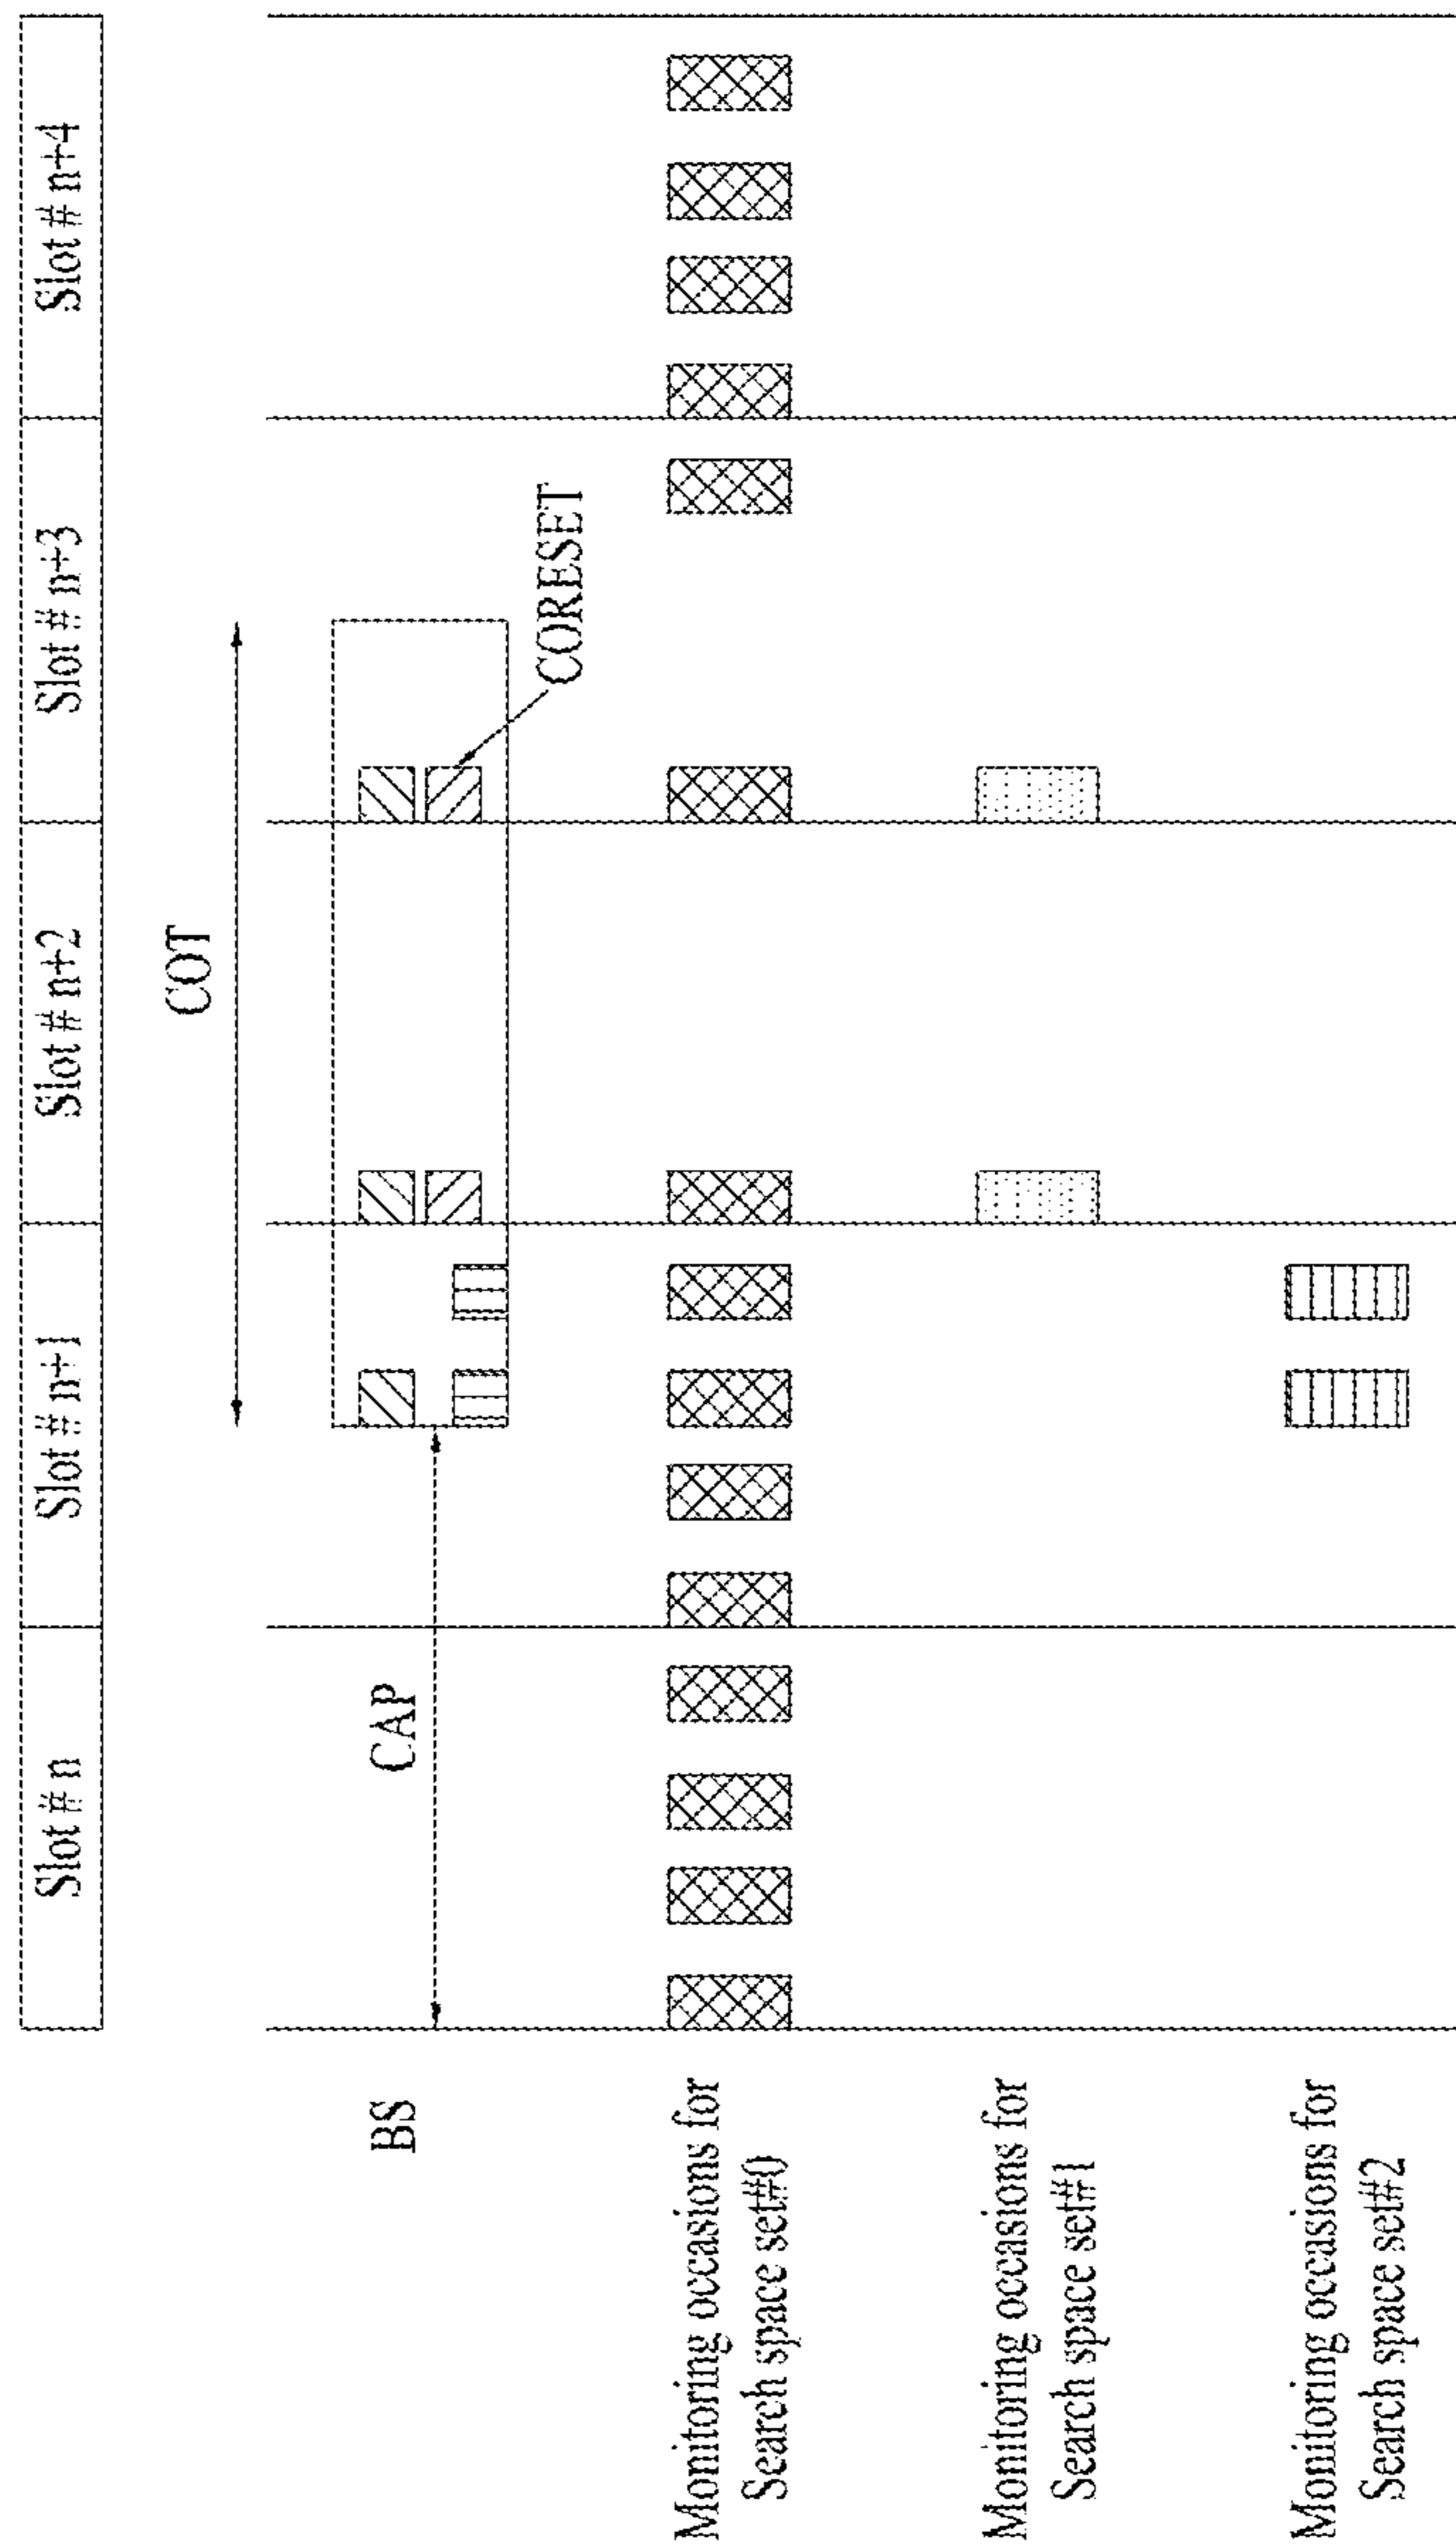 Slot # n
Slot # n+1
Slot # n+2
Slot # n+3
Slot # n+4
COT
BS
CAP
CORESET
Monitoring occasions for
Search space set#0
Monitoring occasions for
Search space set#1
Monitoring occasions for
Search space set#2